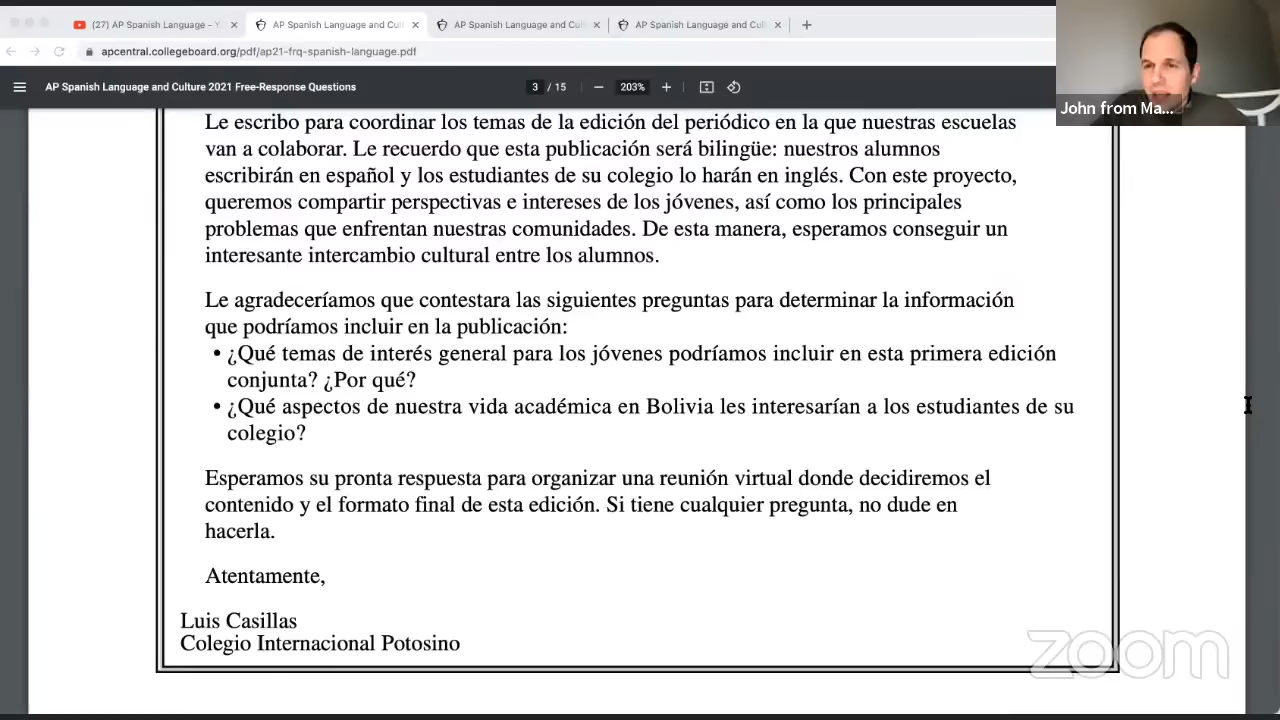 (27) AP Spanish Language - Y
AP Spanish Language and Cult
AP Spanish Language and Cult
AP Spanish Language and Cult
apcentral.collegeboard.org/pdf/ap21-frq-spanish-language.pdf
AP Spanish Language and Culture 2021 Free-Response Questions
3 / 15
203%
John from Ma...
Le escribo para coordinar los temas de la edición del periódico en la que nuestras escuelas
van a colaborar. Le recuerdo que esta publicación será bilingüe: nuestros alumnos
escribirán en español y los estudiantes de su colegio lo harán en inglés. Con este proyecto,
queremos compartir perspectivas e intereses de los jóvenes, así como los principales
problemas que enfrentan nuestras comunidades. De esta manera, esperamos conseguir un
interesante intercambio cultural entre los alumnos.
Le agradeceríamos que contestara las siguientes preguntas para determinar la información
que podríamos incluir en la publicación:
• ¿Qué temas de interés general para los jóvenes podríamos incluir en esta primera edición
conjunta? ¿Por qué?
• ¿Qué aspectos de nuestra vida académica en Bolivia les interesarían a los estudiantes de su
colegio?
Esperamos su pronta respuesta para organizar una reunión virtual donde decidiremos el
contenido y el formato final de esta edición. Si tiene cualquier pregunta, no dude en
hacerla.
Atentamente,
Luis Casillas
Colegio Internacional Potosino
zoom